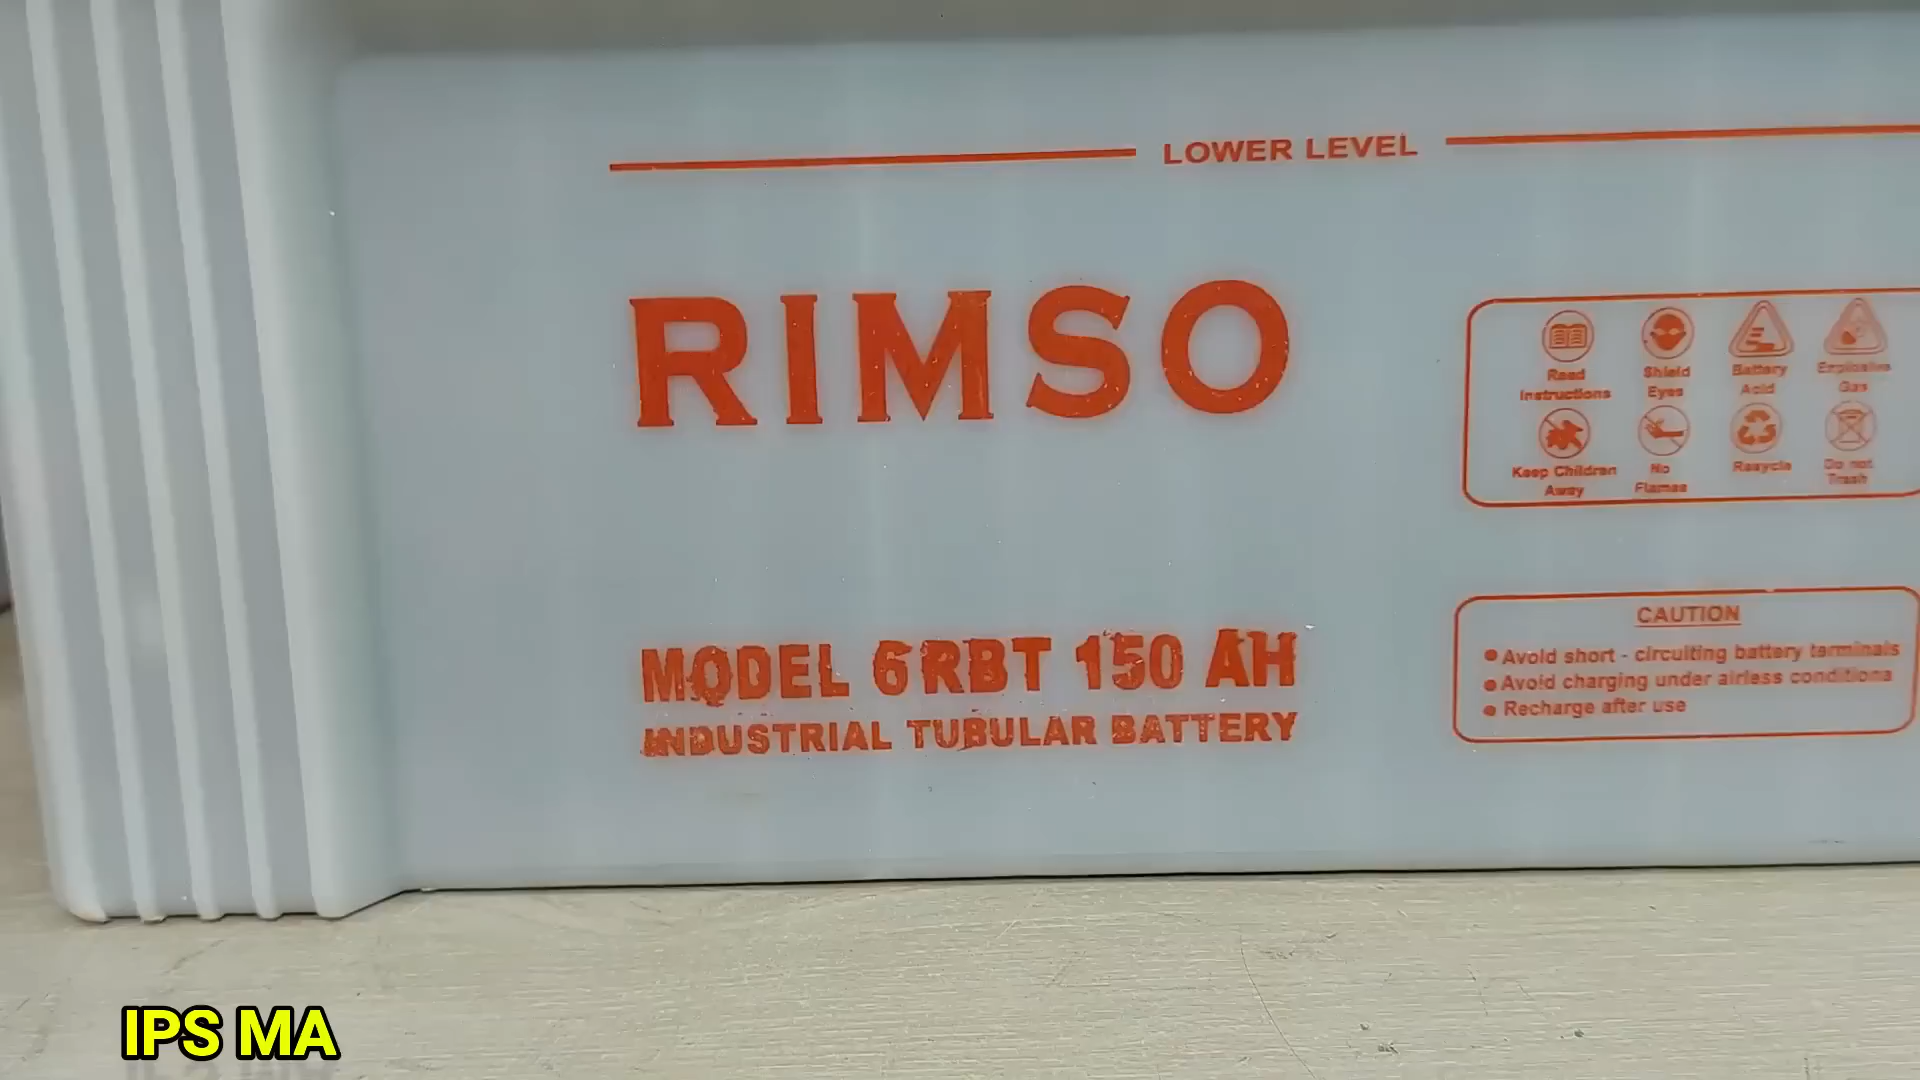 LOWER LEVEL
RIMSO
MODEL 6RBT 150 AH
INDUSTRIAL TUBULAR BATTERY
Read
Instructions
Shield
Eyes
Battery
Acid
Explosive
Gas
Keep Children
Away
No
Flames
Recycle
Do not
Trash
CAUTION
Avoid short - circuiting battery terminals
Avoid charging under airless conditions
Recharge after use
IPS MA